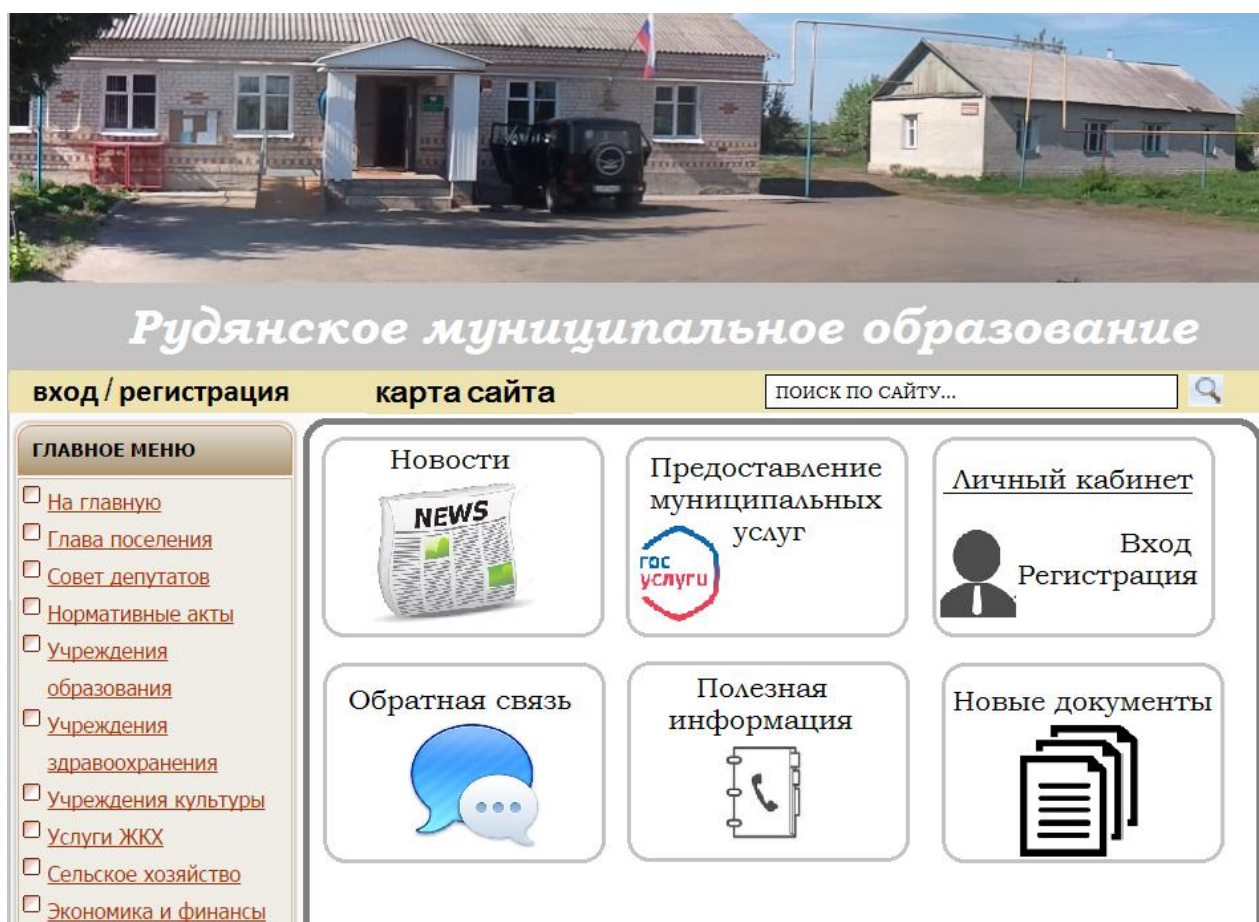 Рудянское муниципальное образование
вход / регистрация
карта сайта
ПОИСК ПО САЙТУ...
ГЛАВНОЕ МЕНЮ
На главную
Глава поселения
Совет депутатов
Нормативные акты
Учреждения
образования
Учреждения
здравоохранения
Учреждения культуры
Услуги ЖКХ
Сельское хозяйство
Экономика и финансы
Новости
NEWS
Предоставление
муниципальных
услуг
гос
услуги
Личный кабинет
Вход
Регистрация
Обратная связь
Полезная
информация
Новые документы